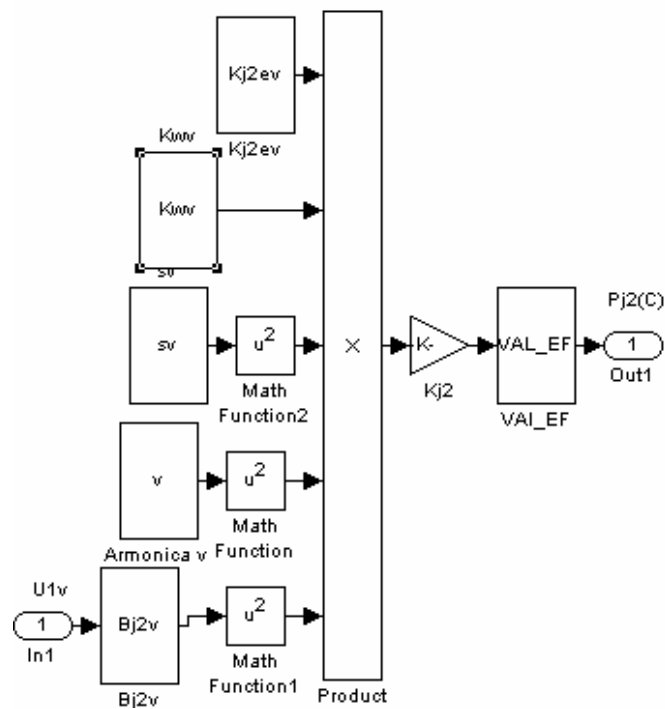 Kj2ev
Kj2ev
Kwv
Kwv
sv
sv
u2
Math
Function2
v
Armonica v
u2
Math
Function
U1v
1
In1
Bj2v
Bj2v
u2
Math
Function1
×
Product
K-
Kj2
VAL_EF
VAl_EF
Pj2(C)
1
Out1